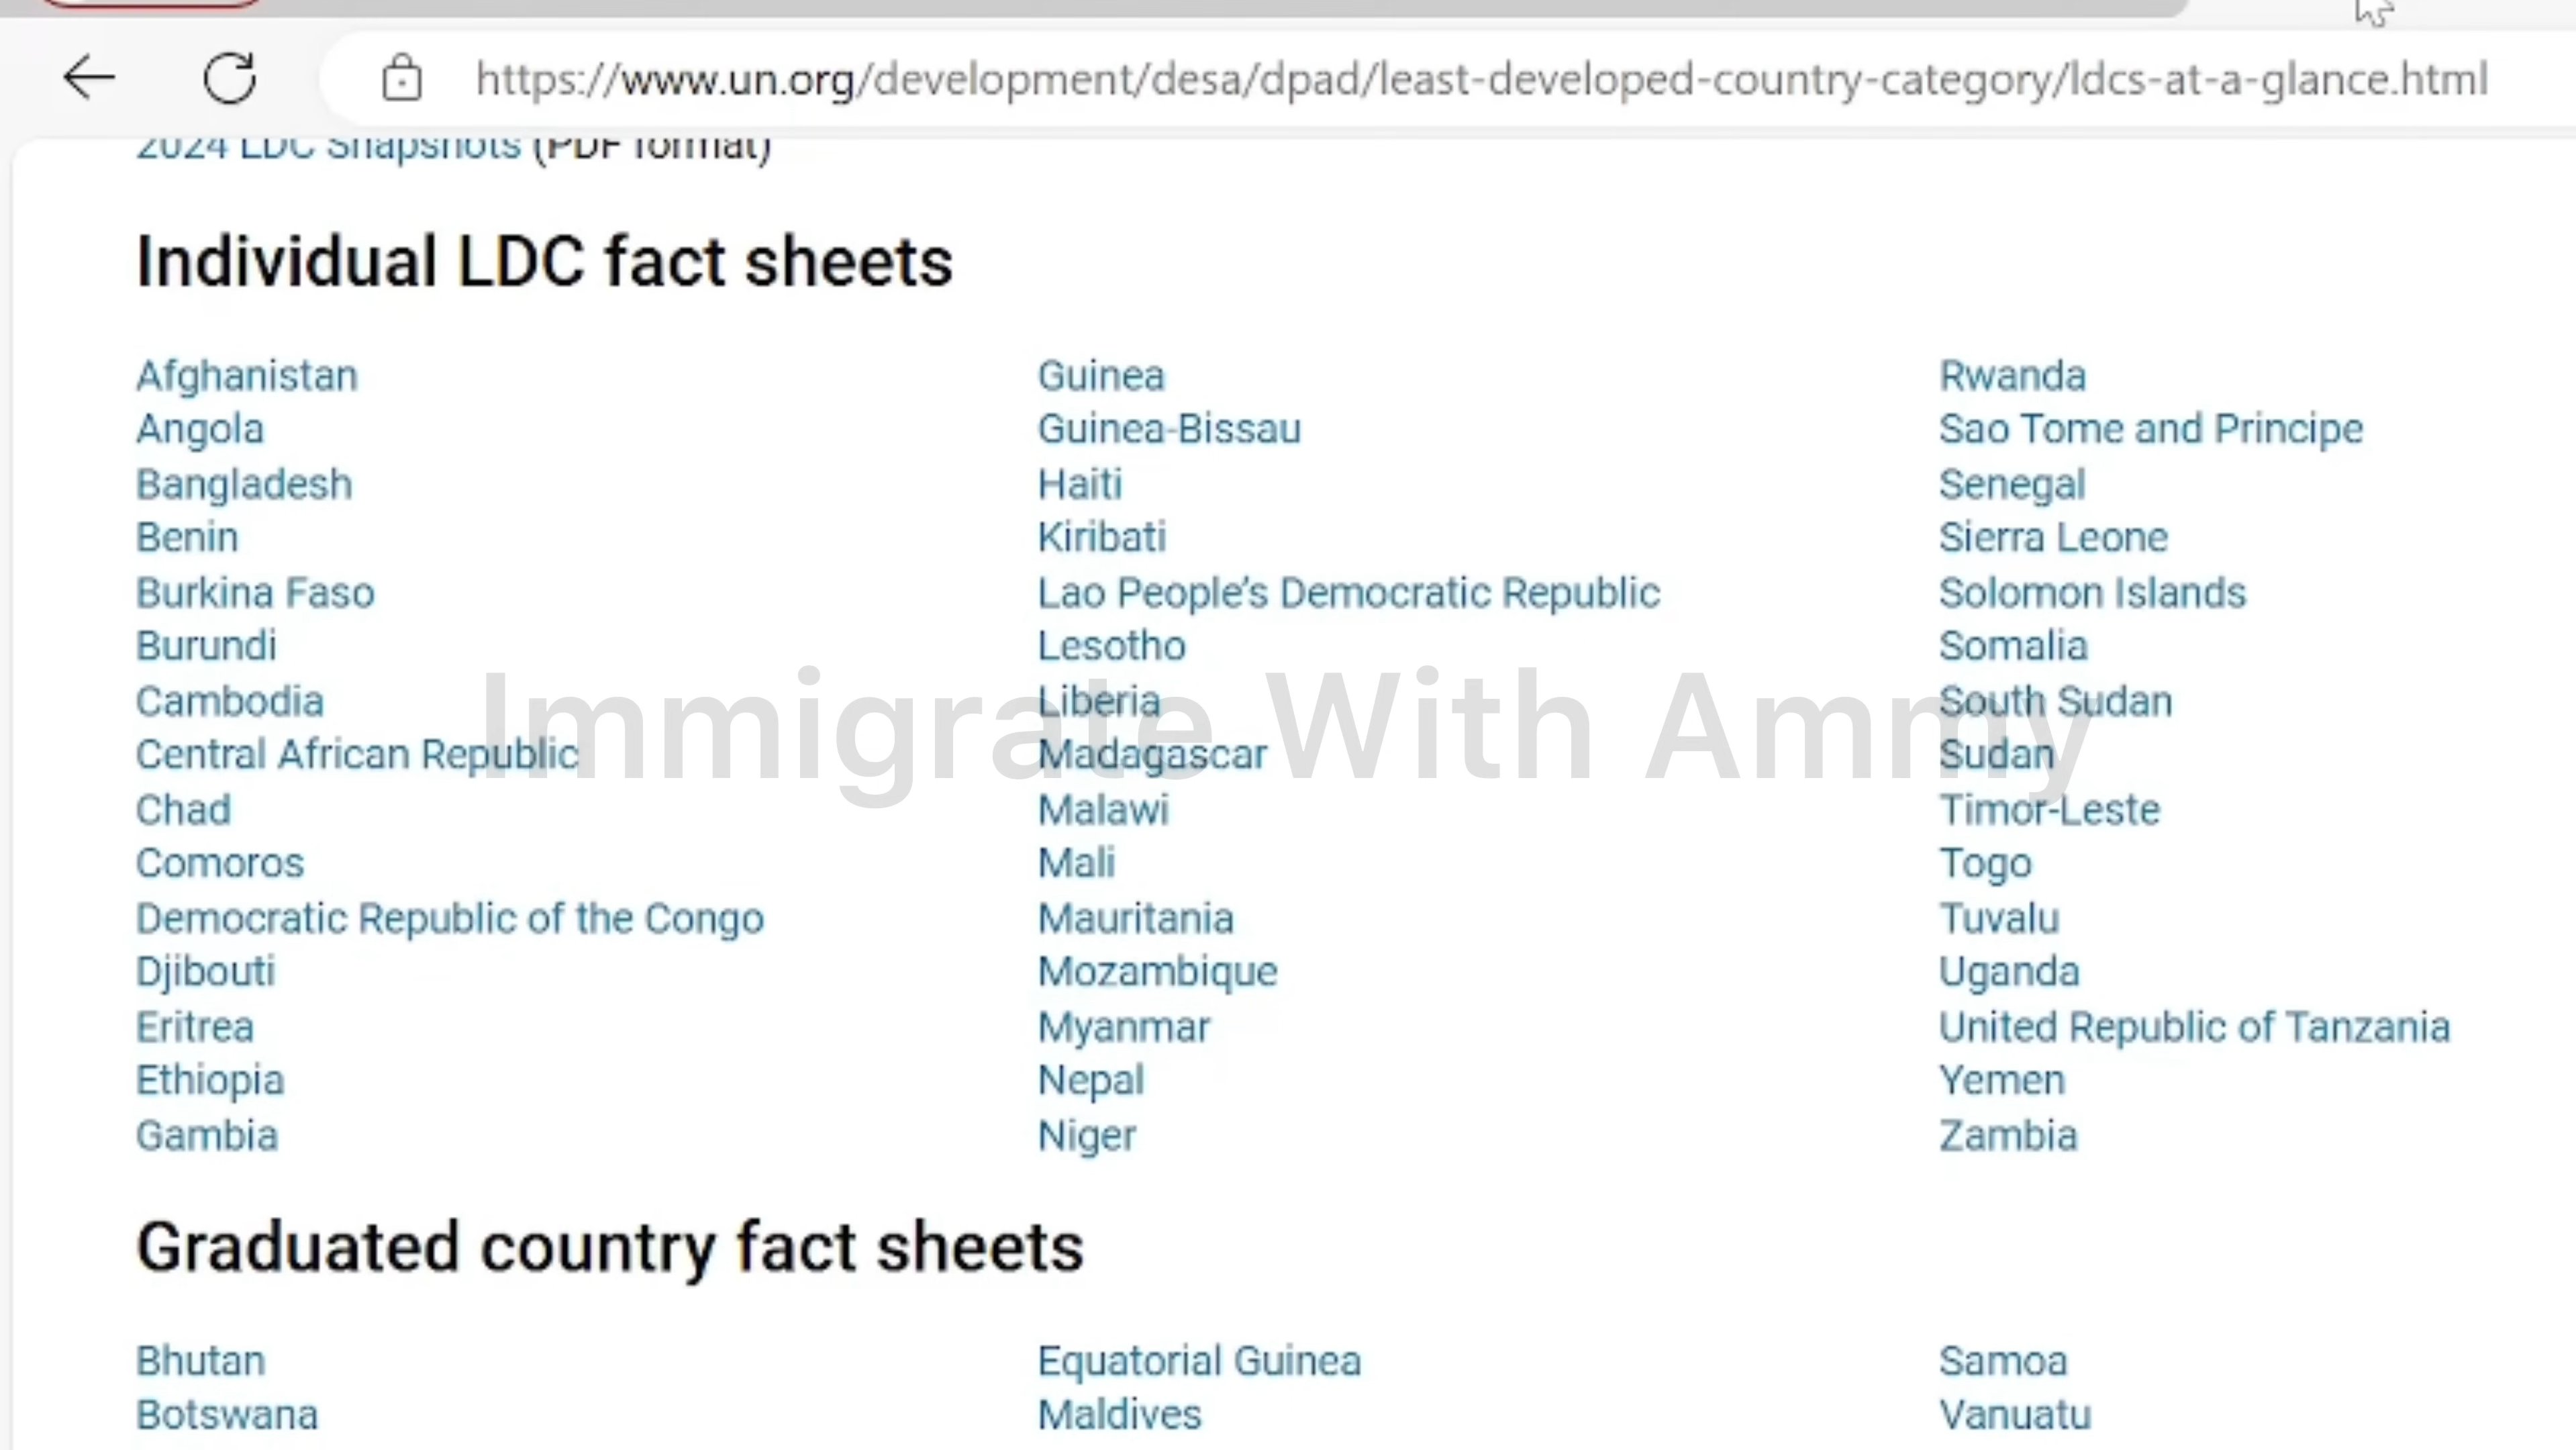 https://www.un.org/development/desa/dpad/least-developed-country-category/ldcs-at-a-glance.html
2024 LDC Snapshots (PDF format)
Individual LDC fact sheets
Afghanistan
Angola
Bangladesh
Benin
Burkina Faso
Burundi
Cambodia
Central African Republic
Chad
Comoros
Democratic Republic of the Congo
Djibouti
Eritrea
Ethiopia
Gambia
Guinea
Guinea-Bissau
Haiti
Kiribati
Lao People’s Democratic Republic
Lesotho
Liberia
Madagascar
Malawi
Mali
Mauritania
Mozambique
Myanmar
Nepal
Niger
Rwanda
Sao Tome and Principe
Senegal
Sierra Leone
Solomon Islands
Somalia
South Sudan
Sudan
Timor-Leste
Togo
Tuvalu
Uganda
United Republic of Tanzania
Yemen
Zambia
Immigrate With Ammy
Graduated country fact sheets
Bhutan
Botswana
Equatorial Guinea
Maldives
Samoa
Vanuatu